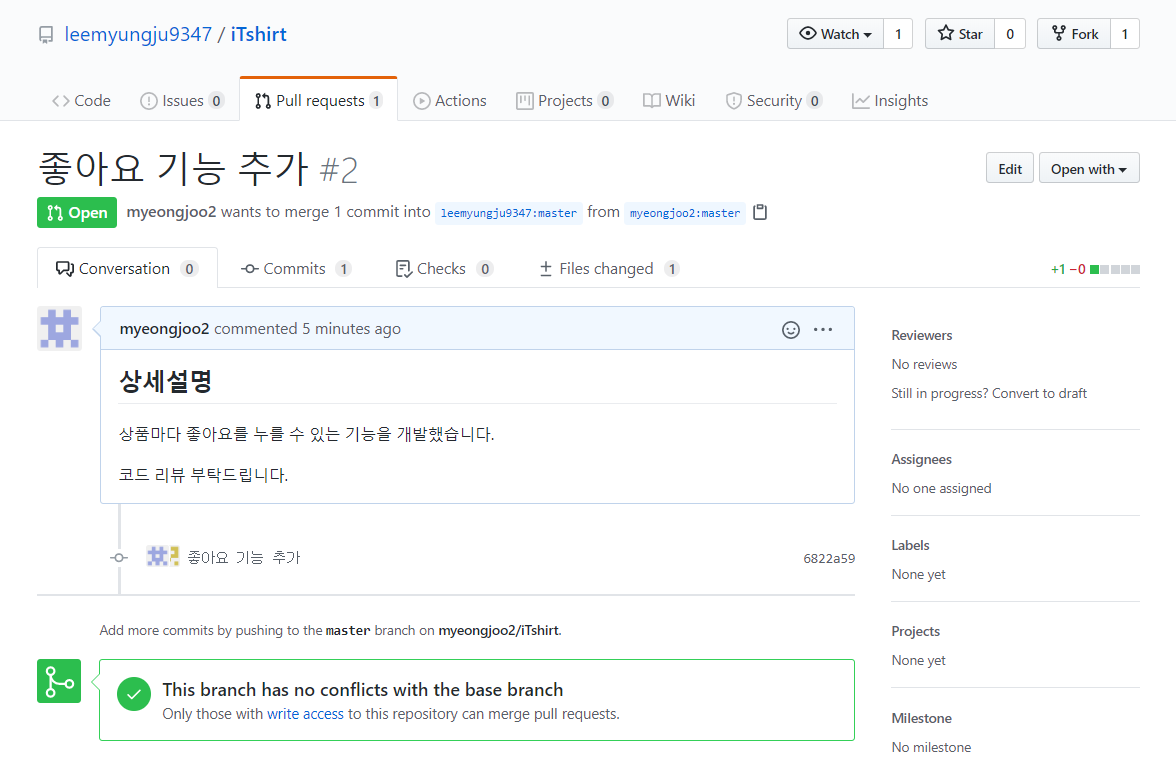 leemyungju9347 / iTshirt
Watch 1 Star 0 Fork 1
Code Issues 0 Pull requests 1 Actions Projects 0 Wiki Security 0 Insights
좋아요 기능 추가 #2
Edit Open with
Open myeongjoo2 wants to merge 1 commit into leemyungju9347:master from myeongjoo2:master
Conversation 0 Commits 1 Checks 0 Files changed 1
+1 −0
myeongjoo2 commented 5 minutes ago
상세설명
상품마다 좋아요를 누를 수 있는 기능을 개발했습니다.
코드 리뷰 부탁드립니다.
좋아요 기능 추가 6822a59
Add more commits by pushing to the master branch on myeongjoo2/iTshirt.
This branch has no conflicts with the base branch
Only those with write access to this repository can merge pull requests.
Reviewers
No reviews
Still in progress? Convert to draft
Assignees
No one assigned
Labels
None yet
Projects
None yet
Milestone
No milestone